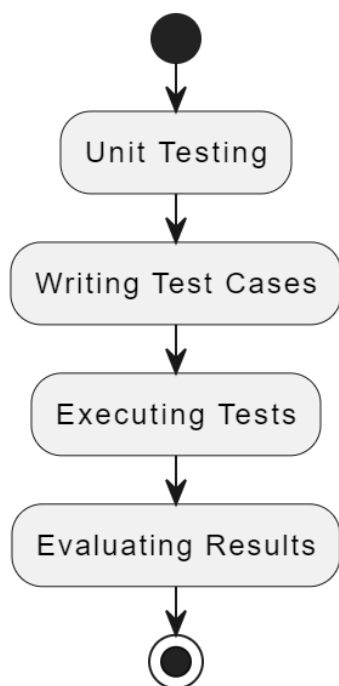 Unit Testing
Writing Test Cases
Executing Tests
Evaluating Results